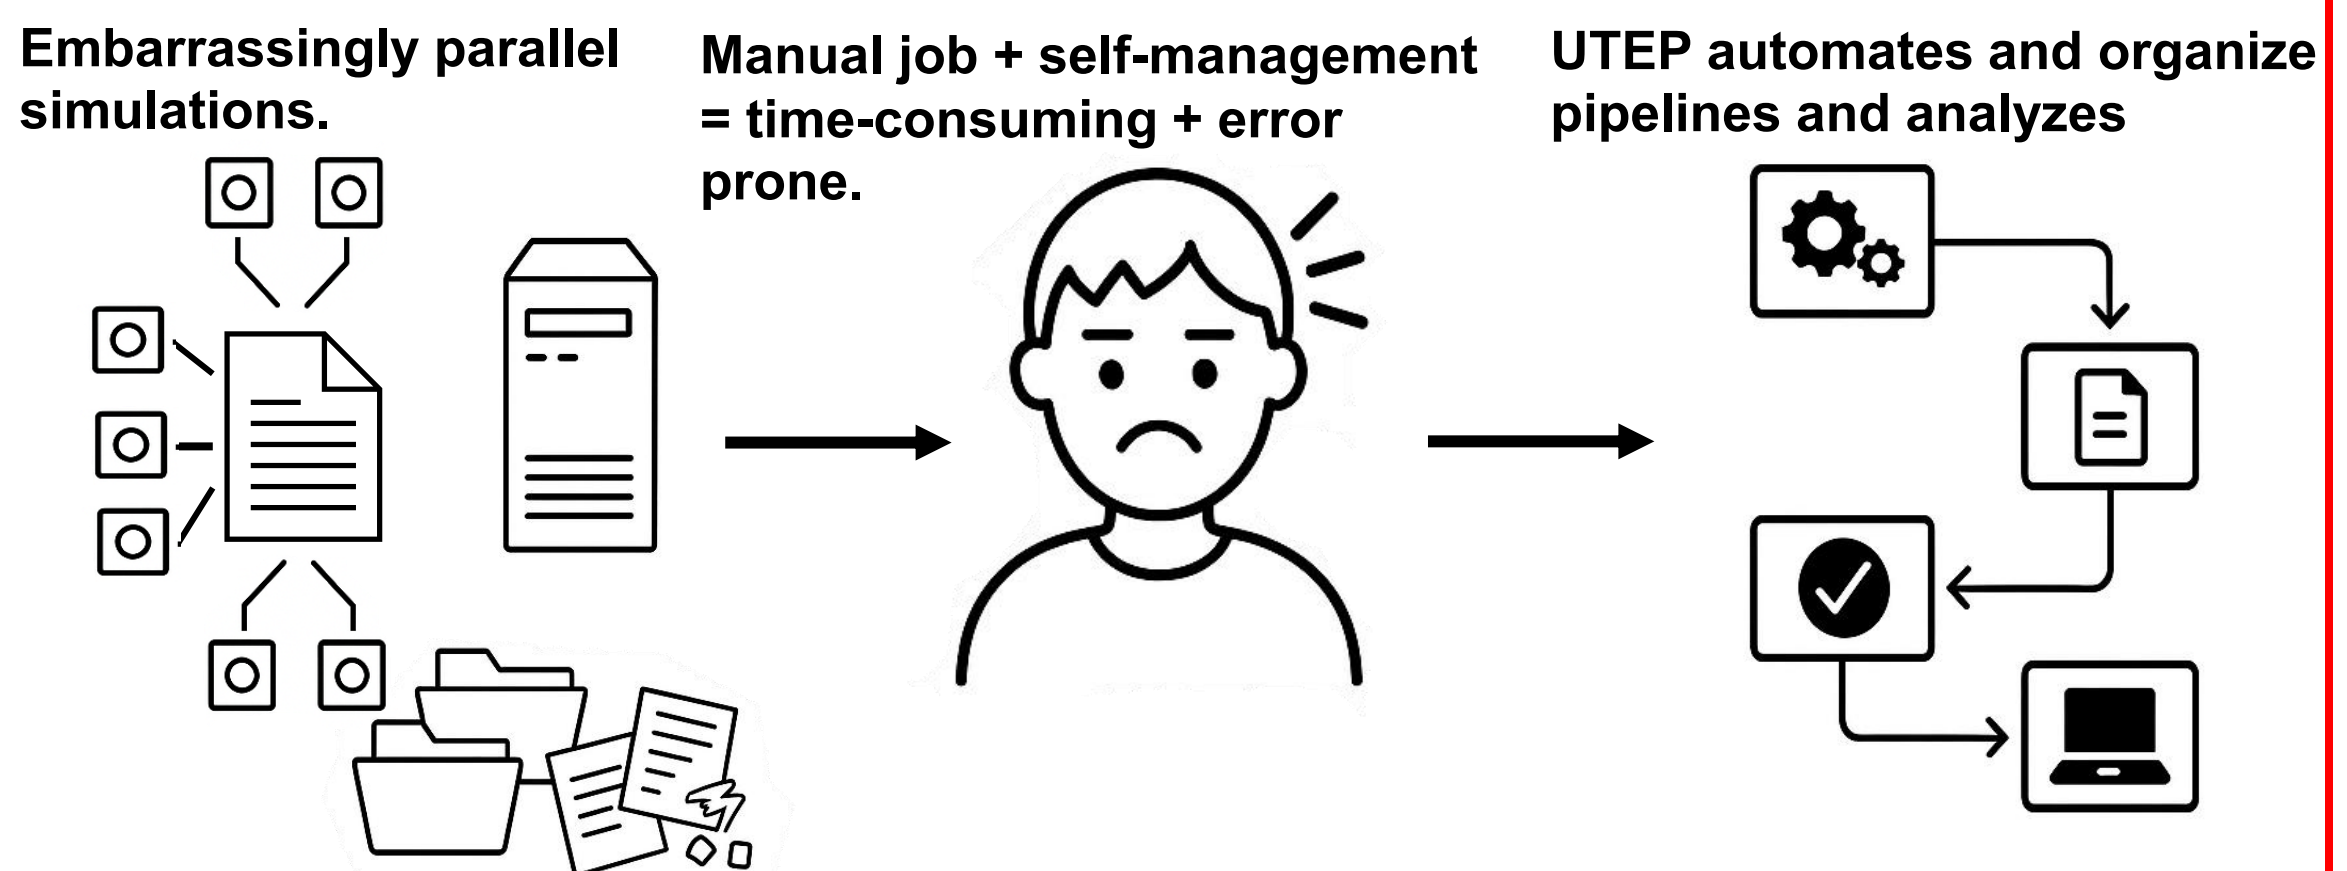 Embarrassingly parallel
simulations.
Manual job + self-management
= time-consuming + error
prone.
UTEP automates and organize
pipelines and analyzes